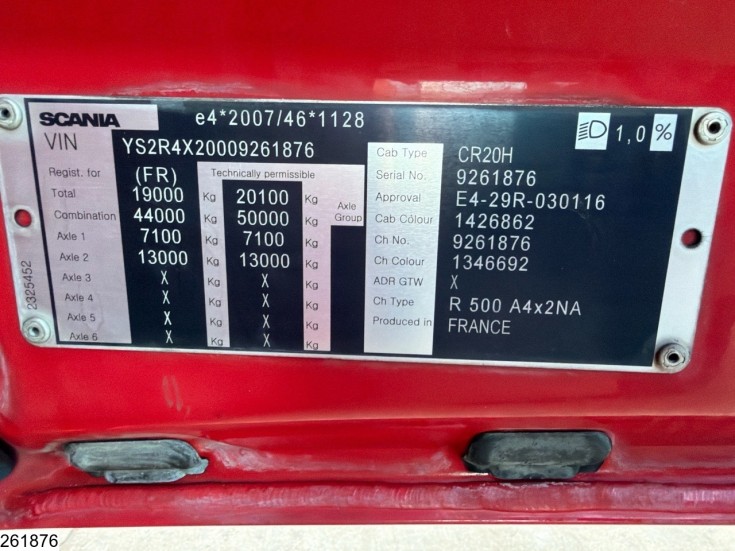 SCANIA e4*2007/46*1128
VIN YS2R4X20009261876
1,0 %
Regist. for (FR) Technically permissible
Total 19000 Kg 20100 Kg
Combination 44000 Kg 50000 Kg Axle Group
Axle 1 7100 Kg 7100 Kg
Axle 2 13000 Kg 13000 Kg
Axle 3 X Kg X Kg
Axle 4 X Kg X Kg
Axle 5 X Kg X Kg
Axle 6 X Kg X Kg
Cab Type CR20H
Serial No. 9261876
Approval E4-29R-030116
Cab Colour 1426862
Ch No. 9261876
Ch Colour 1346692
ADR GTW X
Ch Type R 500 A4x2NA
Produced in FRANCE
2325452
261876